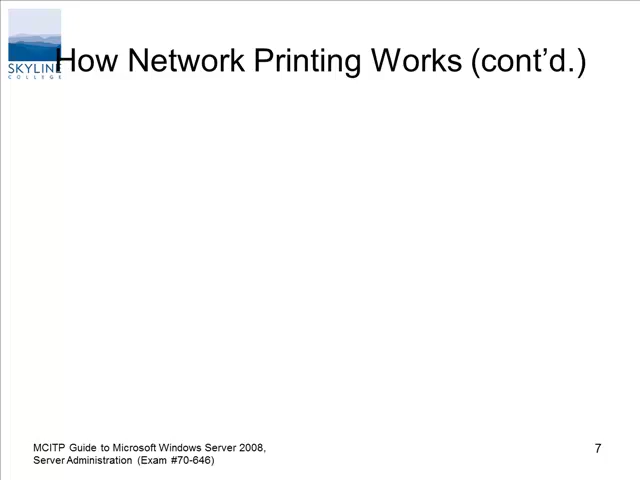 How Network Printing Works (cont’d.)
SKYLINE
COLLEGE
MCITP Guide to Microsoft Windows Server 2008,
Server Administration (Exam #70-646)
7